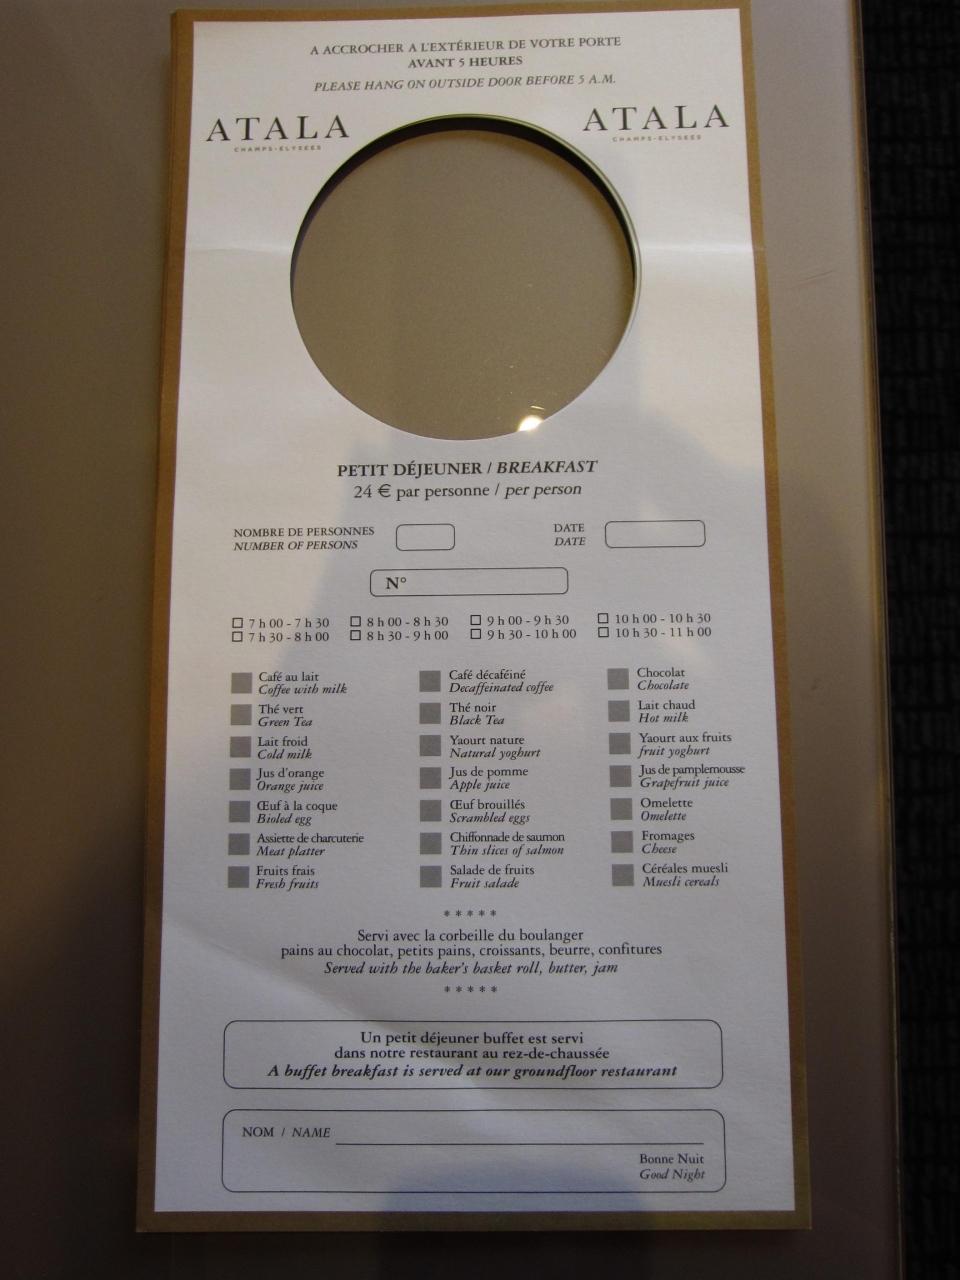 A ACCROCHER A L'EXTÉRIEUR DE VOTRE PORTE
AVANT 5 HEURES
PLEASE HANG ON OUTSIDE DOOR BEFORE 5 A.M.
ATALA
CHAMPS-ELYSEES
ATALA
CHAMPS-ELYSEES
PETIT DÉJEUNER / BREAKFAST
24 € par personne / per person
NOMBRE DE PERSONNES
NUMBER OF PERSONS
DATE
DATE
N°
7 h 00 - 7 h 30 8 h 00 - 8 h 30 9 h 00 - 9 h 30 10 h 00 - 10 h 30
7 h 30 - 8 h 00 8 h 30 - 9 h 00 9 h 30 - 10 h 00 10 h 30 - 11 h 00
Café au lait Café décaféiné Chocolat
Coffee with milk Decaffeinated coffee Chocolate
Thé vert Thé noir Lait chaud
Green Tea Black Tea Hot milk
Lait froid Yaourt nature Yaourt aux fruits
Cold milk Natural yoghurt fruit yoghurt
Jus d'orange Jus de pomme Jus de pamplemousse
Orange juice Apple juice Grapefruit juice
Œuf à la coque Œuf brouillés Omelette
Bioled egg Scrambled eggs Omelette
Assiette de charcuterie Chiffonnade de saumon Fromages
Meat platter Thin slices of salmon Cheese
Fruits frais Salade de fruits Céréales muesli
Fresh fruits Fruit salade Muesli cereals
* * * * *
Servi avec la corbeille du boulanger
pains au chocolat, petits pains, croissants, beurre, confitures
Served with the baker's basket roll, butter, jam
* * * * *
Un petit déjeuner buffet est servi
dans notre restaurant au rez-de-chaussée
A buffet breakfast is served at our groundfloor restaurant
NOM / NAME
Bonne Nuit
Good Night